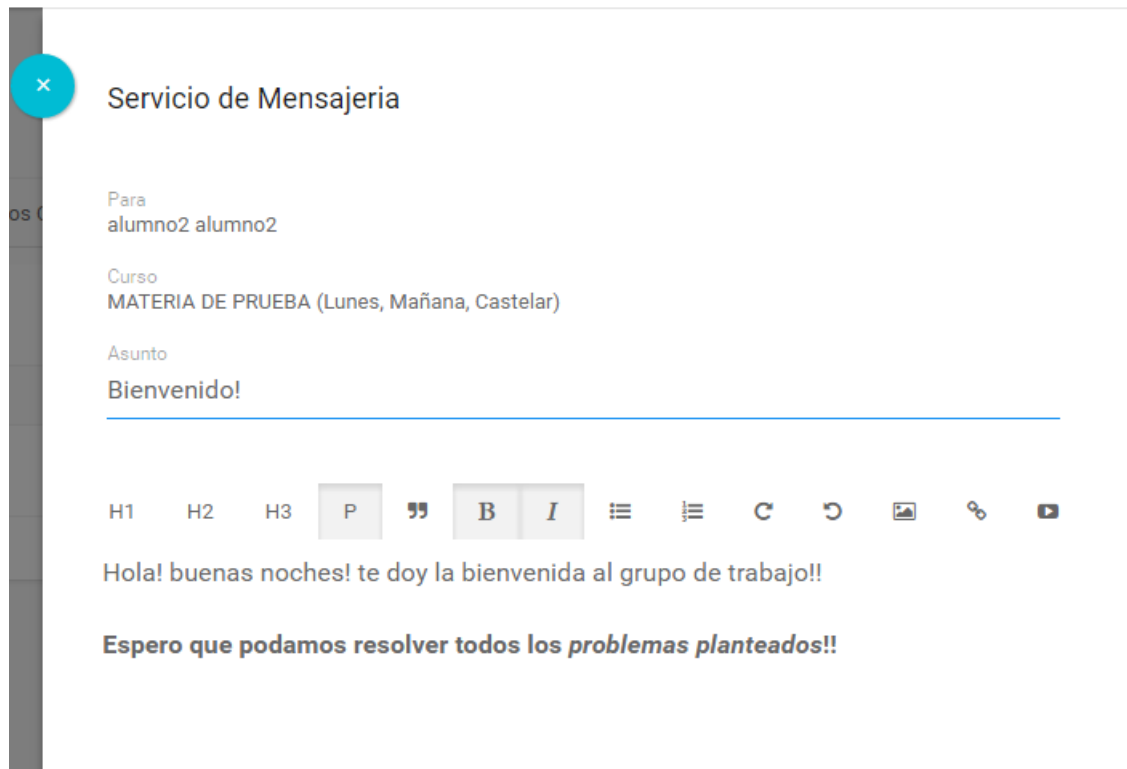 Servicio de Mensajeria
Para
alumno2 alumno2
os
Curso
MATERIA DE PRUEBA (Lunes, Mañana, Castelar)
Asunto
Bienvenido!
H1 H2 H3 P B I
Hola! buenas noches! te doy la bienvenida al grupo de trabajo!!
Espero que podamos resolver todos los problemas planteados!!